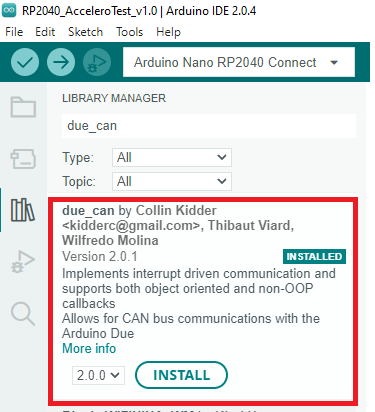 RP2040_AcceleroTest_v1.0 | Arduino IDE 2.0.4
File Edit Sketch Tools Help
Arduino Nano RP2040 Connect
LIBRARY MANAGER
due_can
Type: All
Topic: All
due_can by Collin Kidder
<kidderc@gmail.com>, Thibaut Viard,
Wilfredo Molina
Version 2.0.1 INSTALLED
Implements interrupt driven communication and
supports both object oriented and non-OOP
callbacks
Allows for CAN bus communications with the
Arduino Due
More info
2.0.0 INSTALL